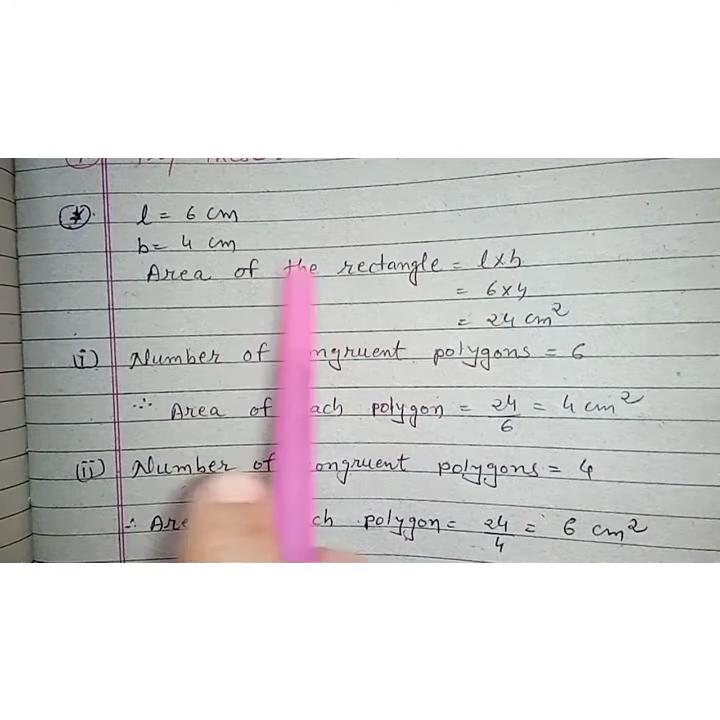 (*) l = 6 cm
b = 4 cm
Area of the rectangle = l×b
= 6×4
= 24 cm²
(i) Number of ngruent polygons = 6
∴ Area of ach polygon = 24/6 = 4 cm²
(ii) Number of ongruent polygons = 4
∴ Are ch polygon = 24/4 = 6 cm²